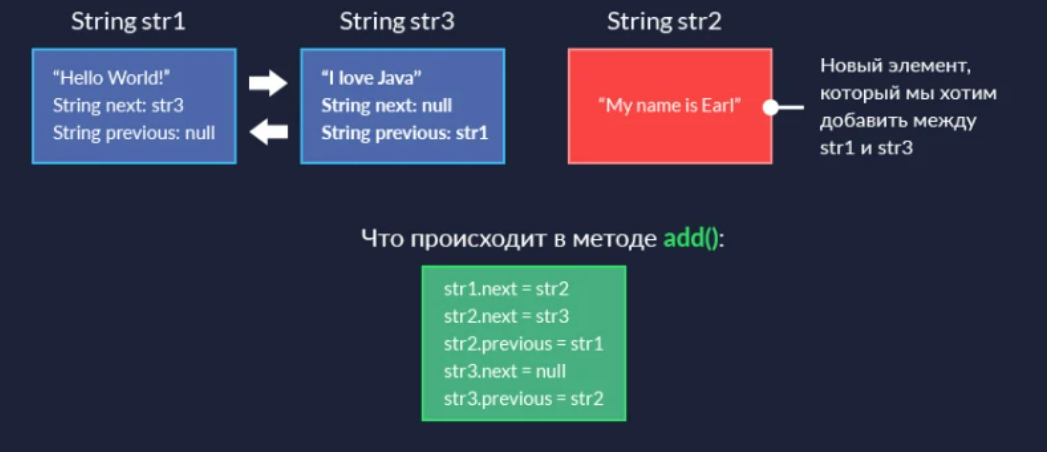 String str1
String str3
String str2
“Hello World!”
String next: str3
String previous: null
“I love Java”
String next: null
String previous: str1
“My name is Earl”
Новый элемент,
который мы хотим
добавить между
str1 и str3
Что происходит в методе add():
str1.next = str2
str2.next = str3
str2.previous = str1
str3.next = null
str3.previous = str2